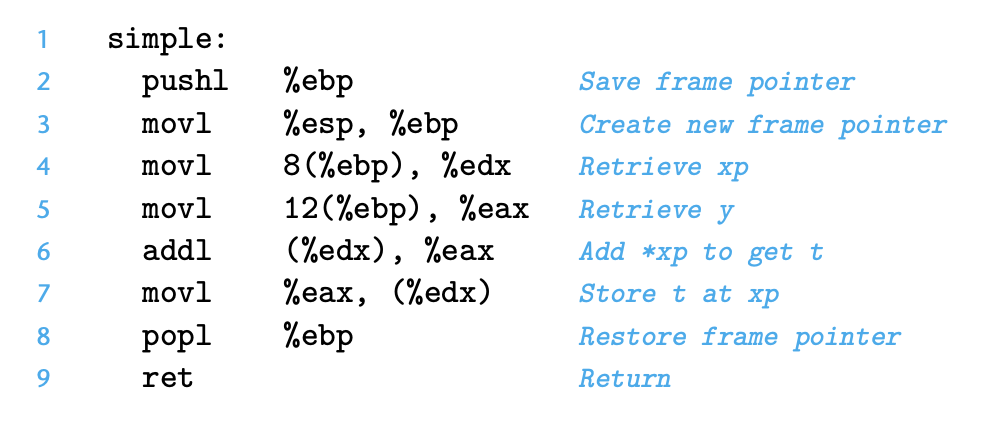 1 simple:
2 pushl %ebp Save frame pointer
3 movl %esp, %ebp Create new frame pointer
4 movl 8(%ebp), %edx Retrieve xp
5 movl 12(%ebp), %eax Retrieve y
6 addl (%edx), %eax Add *xp to get t
7 movl %eax, (%edx) Store t at xp
8 popl %ebp Restore frame pointer
9 ret Return